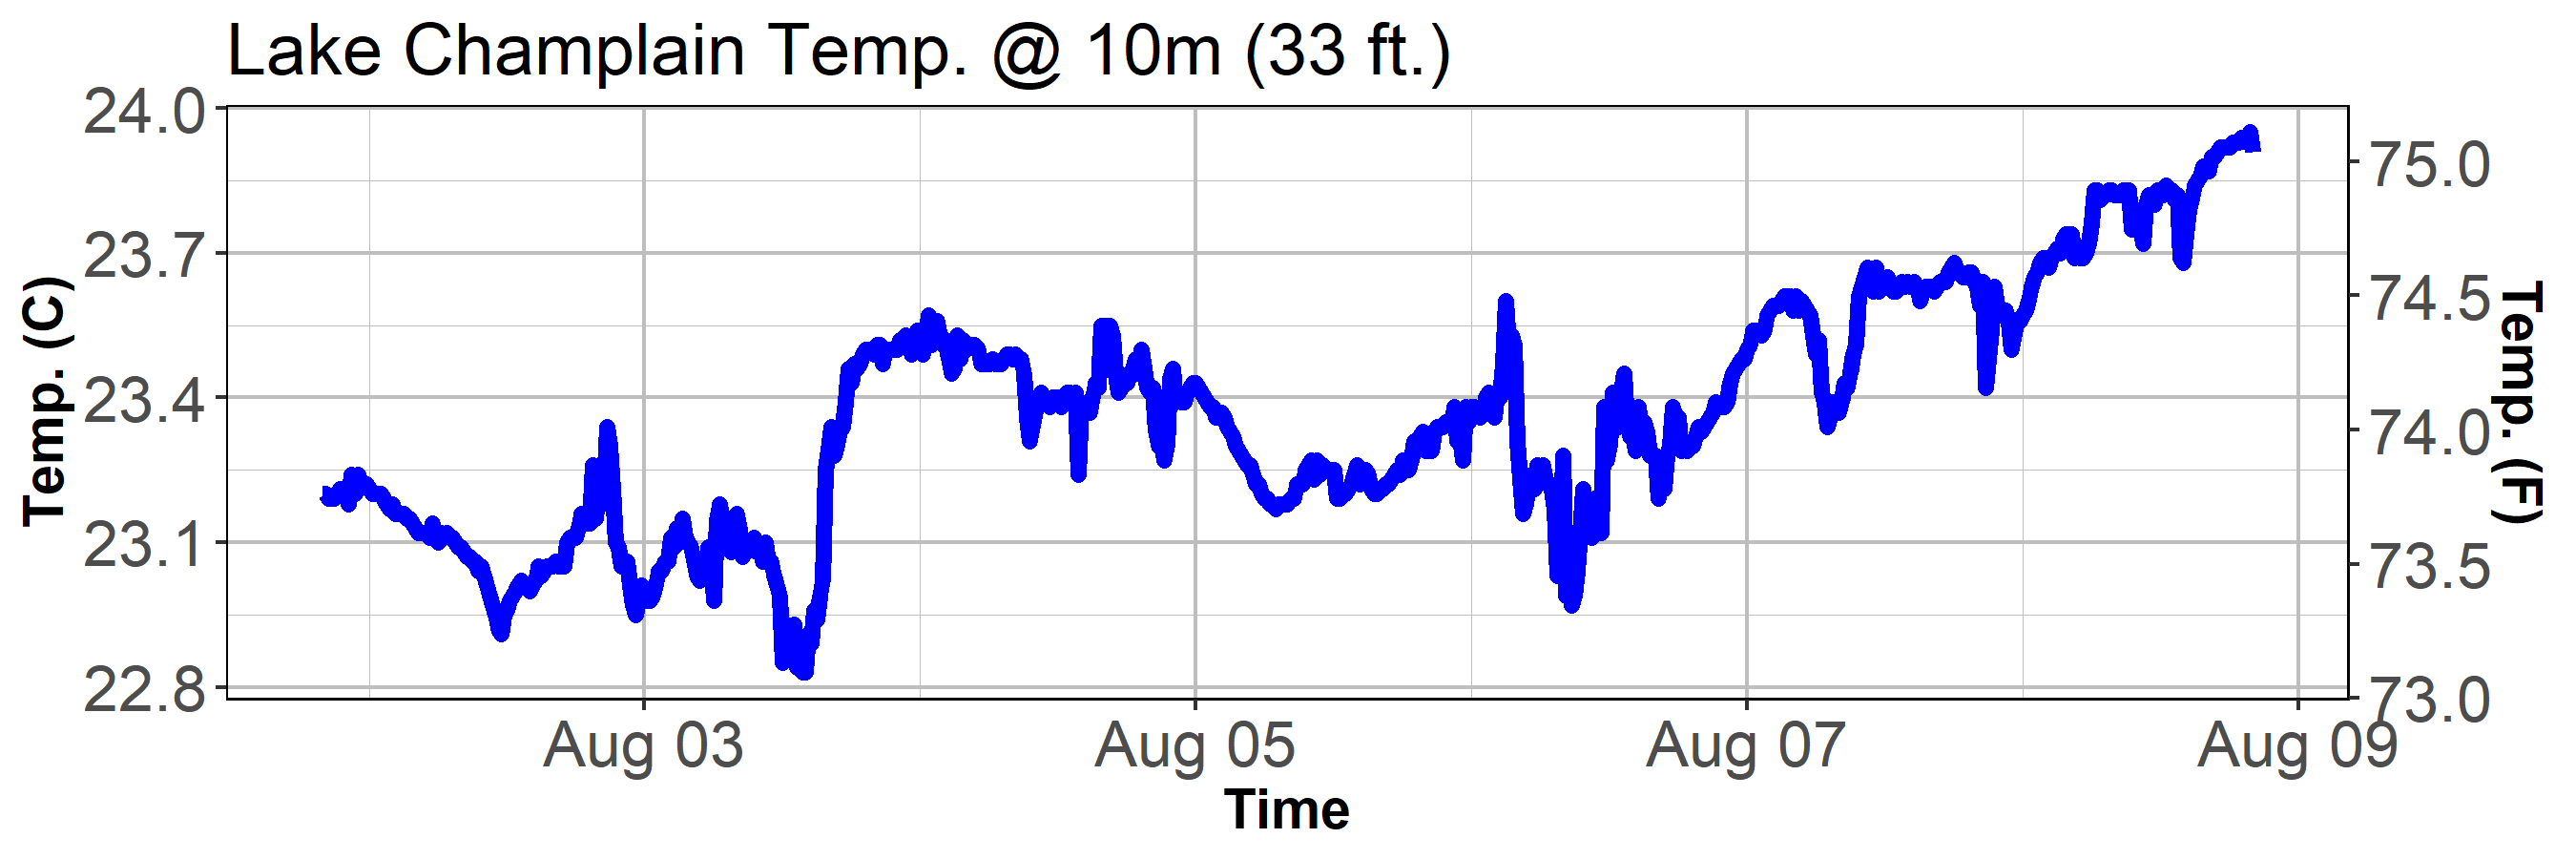 Lake Champlain Temp. @ 10m (33 ft.)
24.0
23.7
23.4
23.1
22.8
Temp. (C)
75.0
74.5
74.0
73.5
73.0
Temp. (F)
Aug 03 Aug 05 Aug 07 Aug 09
Time